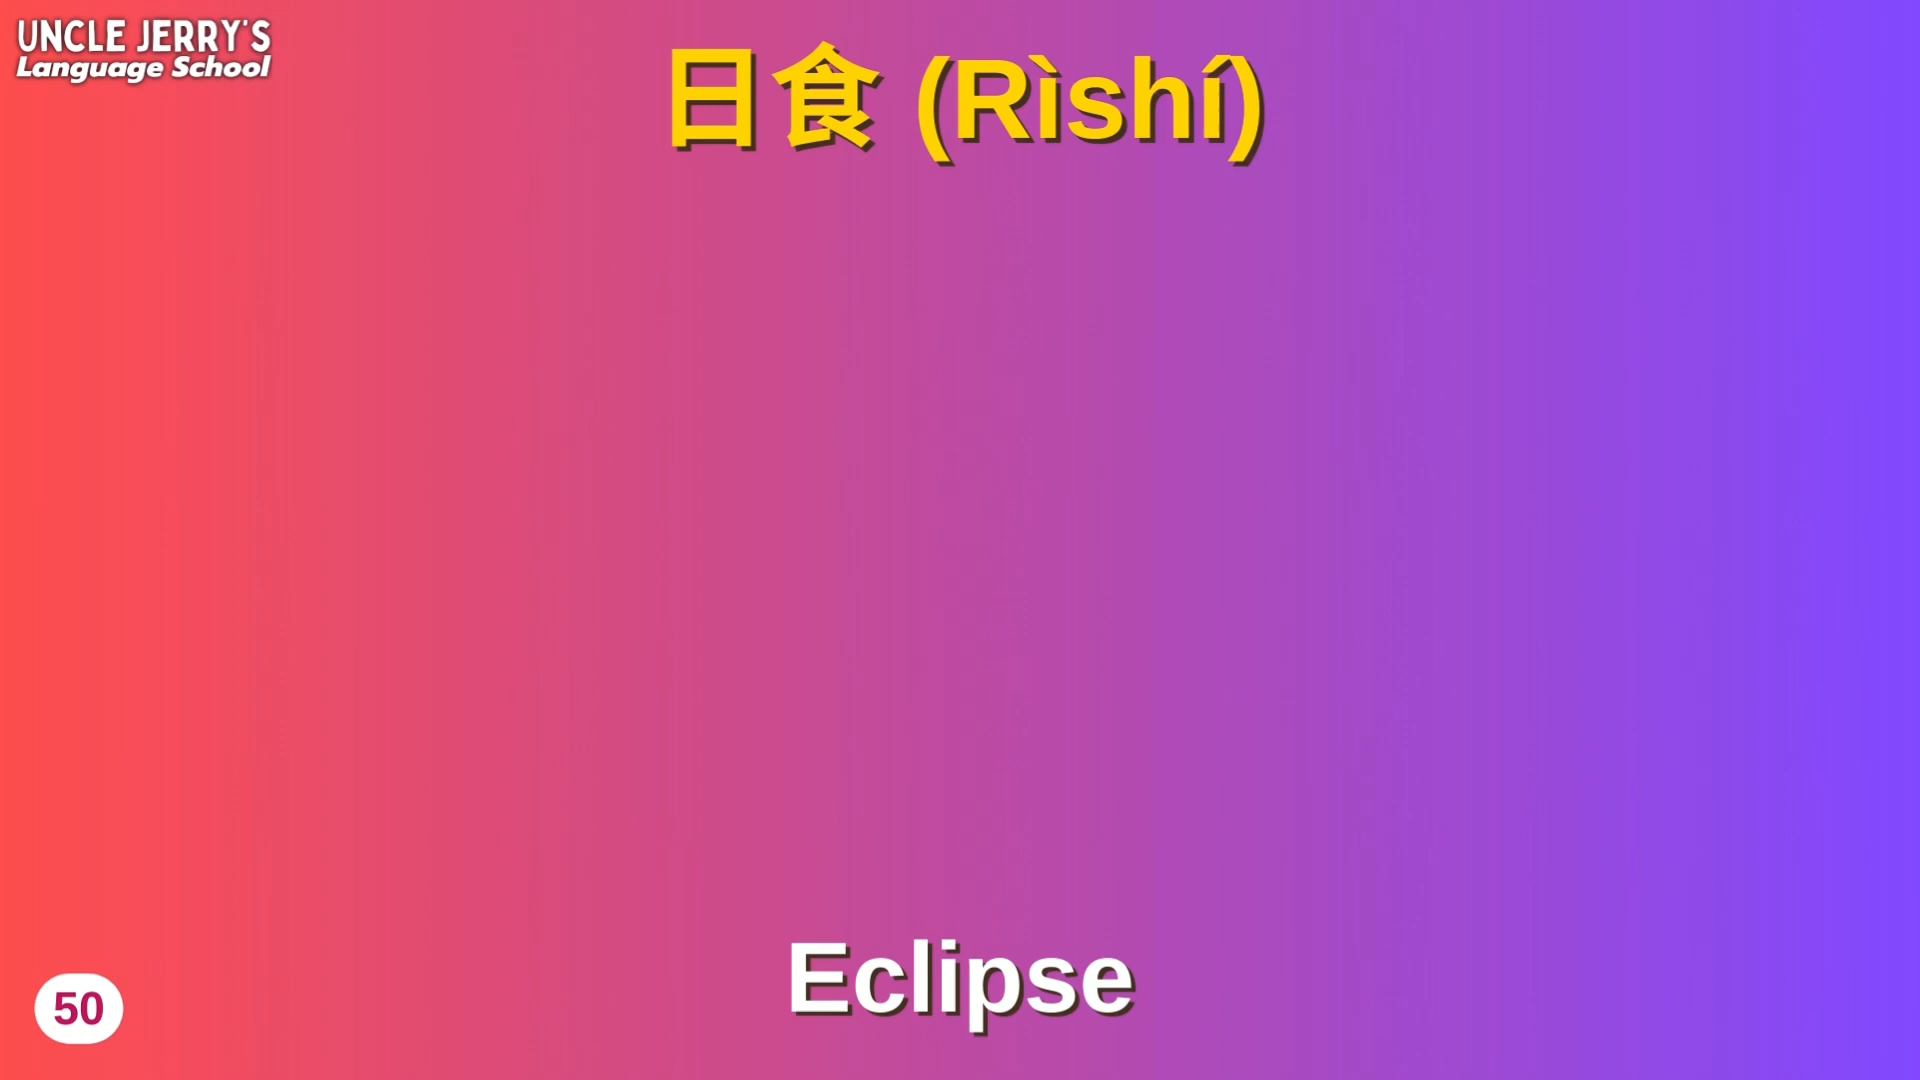 UNCLE JERRY'S
Language School
日食 (Rìshí)
Eclipse
50